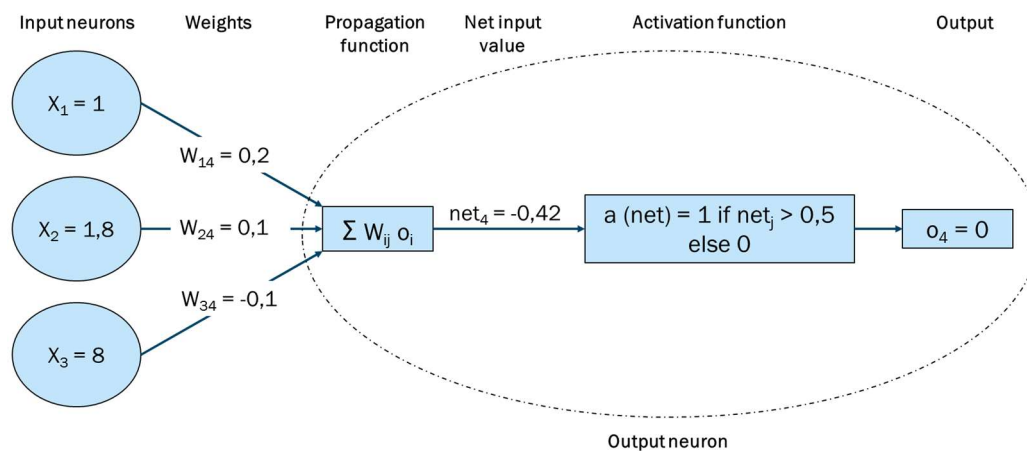 Input neurons
Weights
Propagation
function
Net input
value
Activation function
Output
X₁ = 1
W₁₄ = 0,2
X₂ = 1,8
W₂₄ = 0,1
Σ Wᵢⱼ oᵢ
net₄ = -0,42
a (net) = 1 if netⱼ > 0,5
else 0
o₄ = 0
W₃₄ = -0,1
X₃ = 8
Output neuron